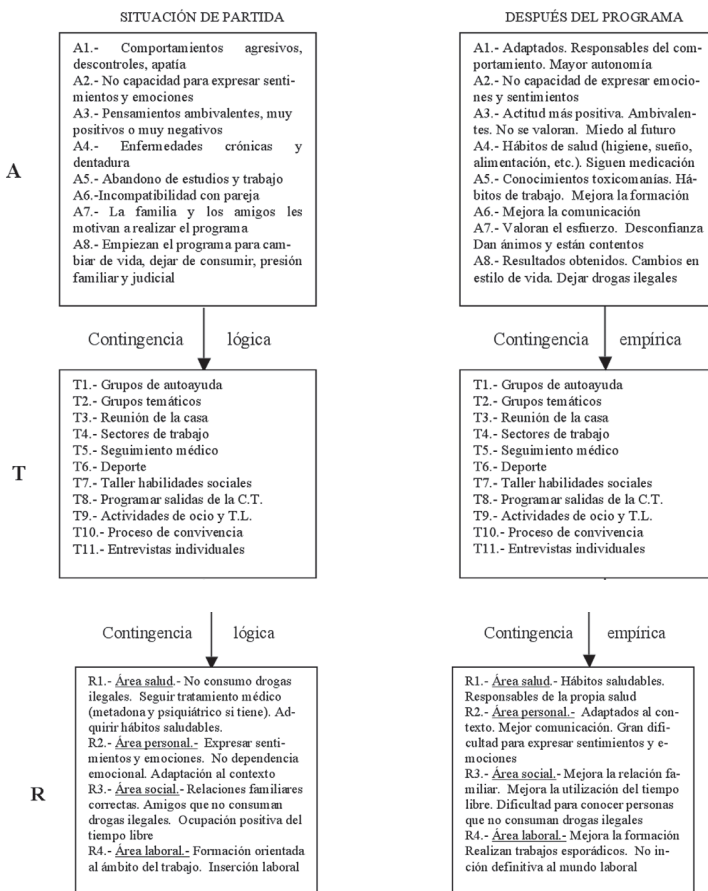 SITUACIÓN DE PARTIDA
A1.- Comportamientos agresivos,
descontroles, apatía
A2.- No capacidad para expresar senti-
mientos y emociones
A3.- Pensamientos ambivalentes, muy
positivos o muy negativos
A4.- Enfermedades crónicas y
dentadura
A5.- Abandono de estudios y trabajo
A6.-Incompatibilidad con pareja
A7.- La familia y los amigos les
motivan a realizar el programa
A8.- Empiezan el programa para cam-
biar de vida, dejar de consumir, presión
familiar y judicial
DESPUÉS DEL PROGRAMA
A1.- Adaptados. Responsables del com-
portamiento. Mayor autonomía
A2.- No capacidad de expresar emocio-
nes y sentimientos
A3.- Actitud más positiva. Ambivalen-
tes. No se valoran. Miedo al futuro
A4.- Hábitos de salud (higiene, sueño,
alimentación, etc.). Siguen medicación
A5.- Conocimientos toxicomanías. Há-
bitos de trabajo. Mejora la formación
A6.- Mejora la comunicación
A7.- Valoran el esfuerzo. Desconfianza
Dan ánimos y están contentos
A8.- Resultados obtenidos. Cambios en
estilo de vida. Dejar drogas ilegales
A
Contingencia lógica
Contingencia empírica
T1.- Grupos de autoayuda
T2.- Grupos temáticos
T3.- Reunión de la casa
T4.- Sectores de trabajo
T5.- Seguimiento médico
T6.- Deporte
T7.- Taller habilidades sociales
T8.- Programar salidas de la C.T.
T9.- Actividades de ocio y T.L.
T10.- Proceso de convivencia
T11.- Entrevistas individuales
T1.- Grupos de autoayuda
T2.- Grupos temáticos
T3.- Reunión de la casa
T4.- Sectores de trabajo
T5.- Seguimiento médico
T6.- Deporte
T7.- Taller habilidades sociales
T8.- Programar salidas de la C.T.
T9.- Actividades de ocio y T.L.
T10.- Proceso de convivencia
T11.- Entrevistas individuales
T
Contingencia lógica
Contingencia empírica
R1.- Área salud.- No consumo drogas
ilegales. Seguir tratamiento médico
(metadona y psiquiátrico si tiene). Ad-
quirir hábitos saludables.
R2.- Área personal.- Expresar senti-
mientos y emociones. No dependencia
emocional. Adaptación al contexto
R3.- Área social.- Relaciones familiares
correctas. Amigos que no consuman
drogas ilegales. Ocupación positiva del
tiempo libre
R4.- Área laboral.- Formación orientada
al ámbito del trabajo. Inserción laboral
R1.- Área salud.- Hábitos saludables.
Responsables de la propia salud
R2.- Área personal.- Adaptados al con-
texto. Mejor comunicación. Gran difi-
cultad para expresar sentimientos y e-
mociones
R3.- Área social.- Mejora la relación fa-
miliar. Mejora la utilización del tiempo
libre. Dificultad para conocer personas
que no consuman drogas ilegales
R4.- Área laboral.- Mejora la formación
Realizan trabajos esporádicos. No in-
ción definitiva al mundo laboral
R